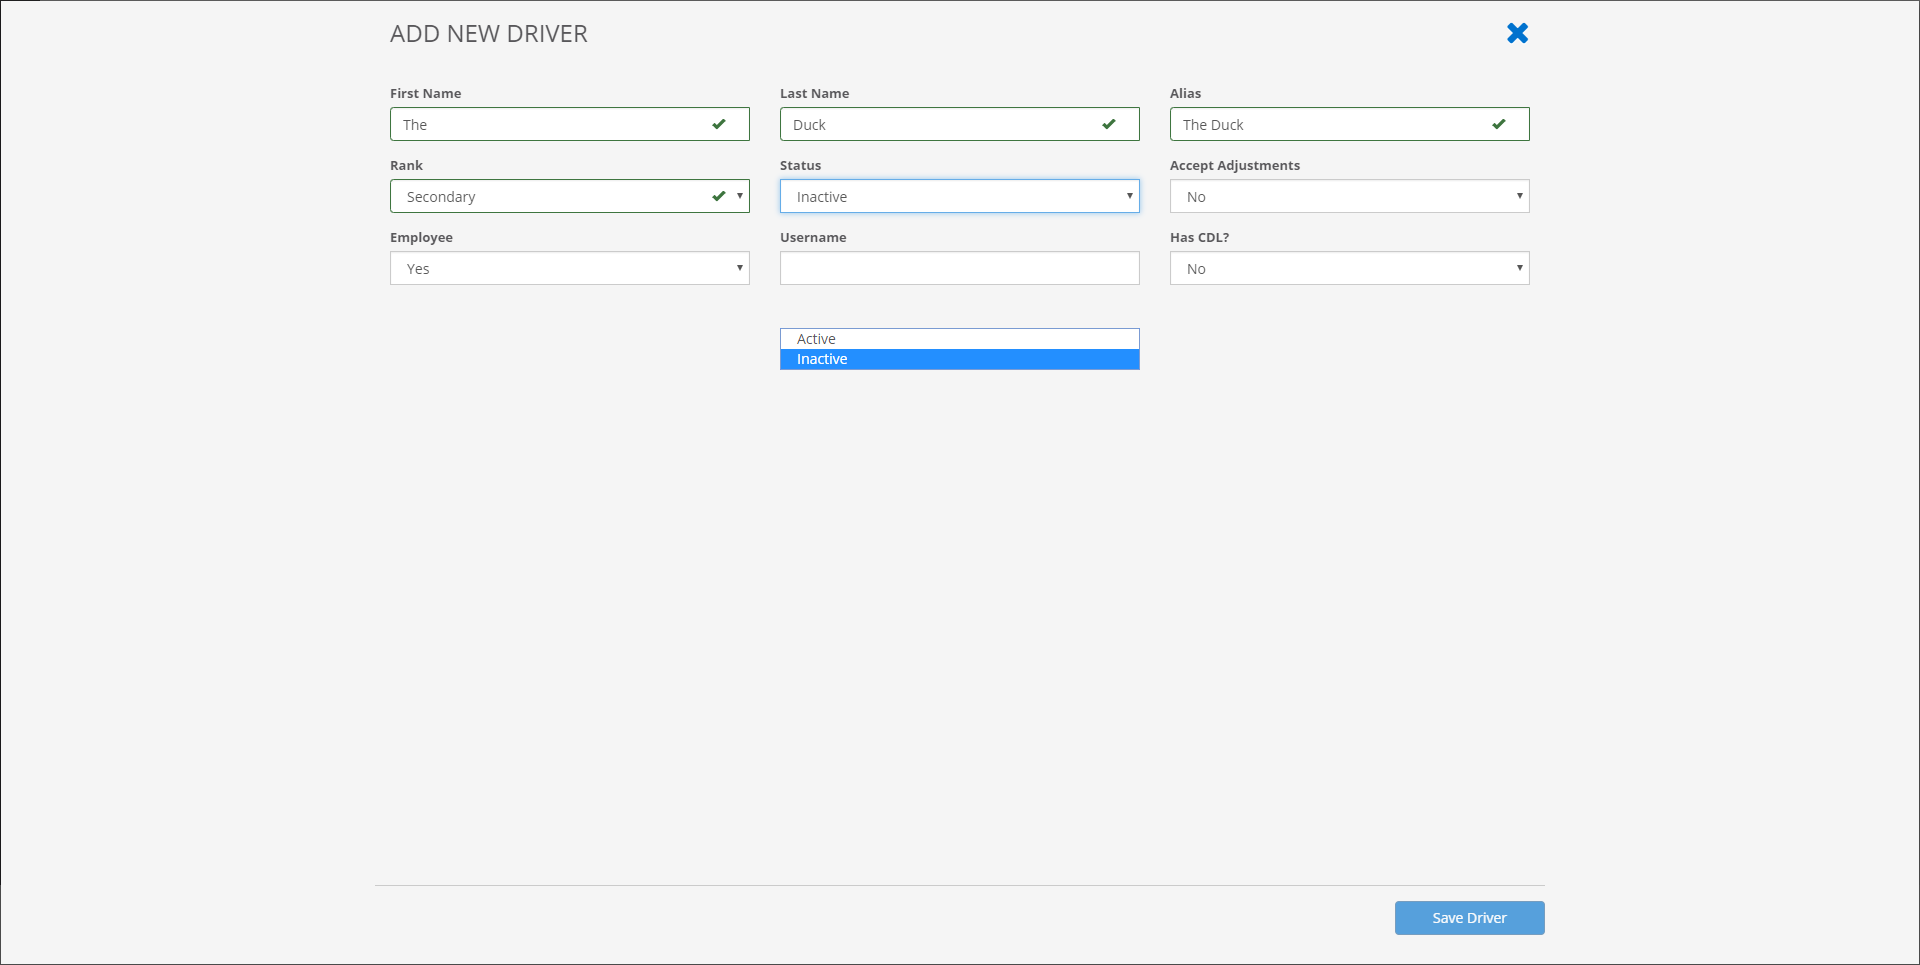 ADD NEW DRIVER
First Name
Last Name
Alias
The
Duck
The Duck
Rank
Status
Accept Adjustments
Secondary
Inactive
No
Employee
Username
Has CDL?
Yes
No
Active
Inactive
Save Driver